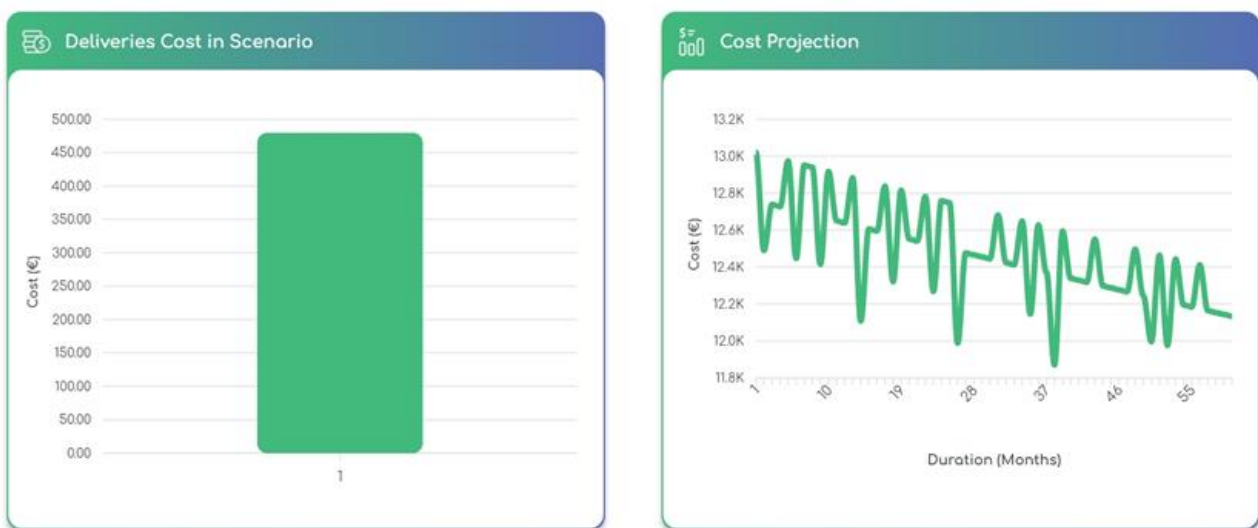 Deliveries Cost in Scenario
500.00
450.00
400.00
350.00
300.00
250.00
200.00
150.00
100.00
50.00
0.00
Cost (€)
1
Cost Projection
13.2K
13.0K
12.8K
12.6K
12.4K
12.2K
12.0K
11.8K
Cost (€)
1 10 19 28 37 46 55
Duration (Months)